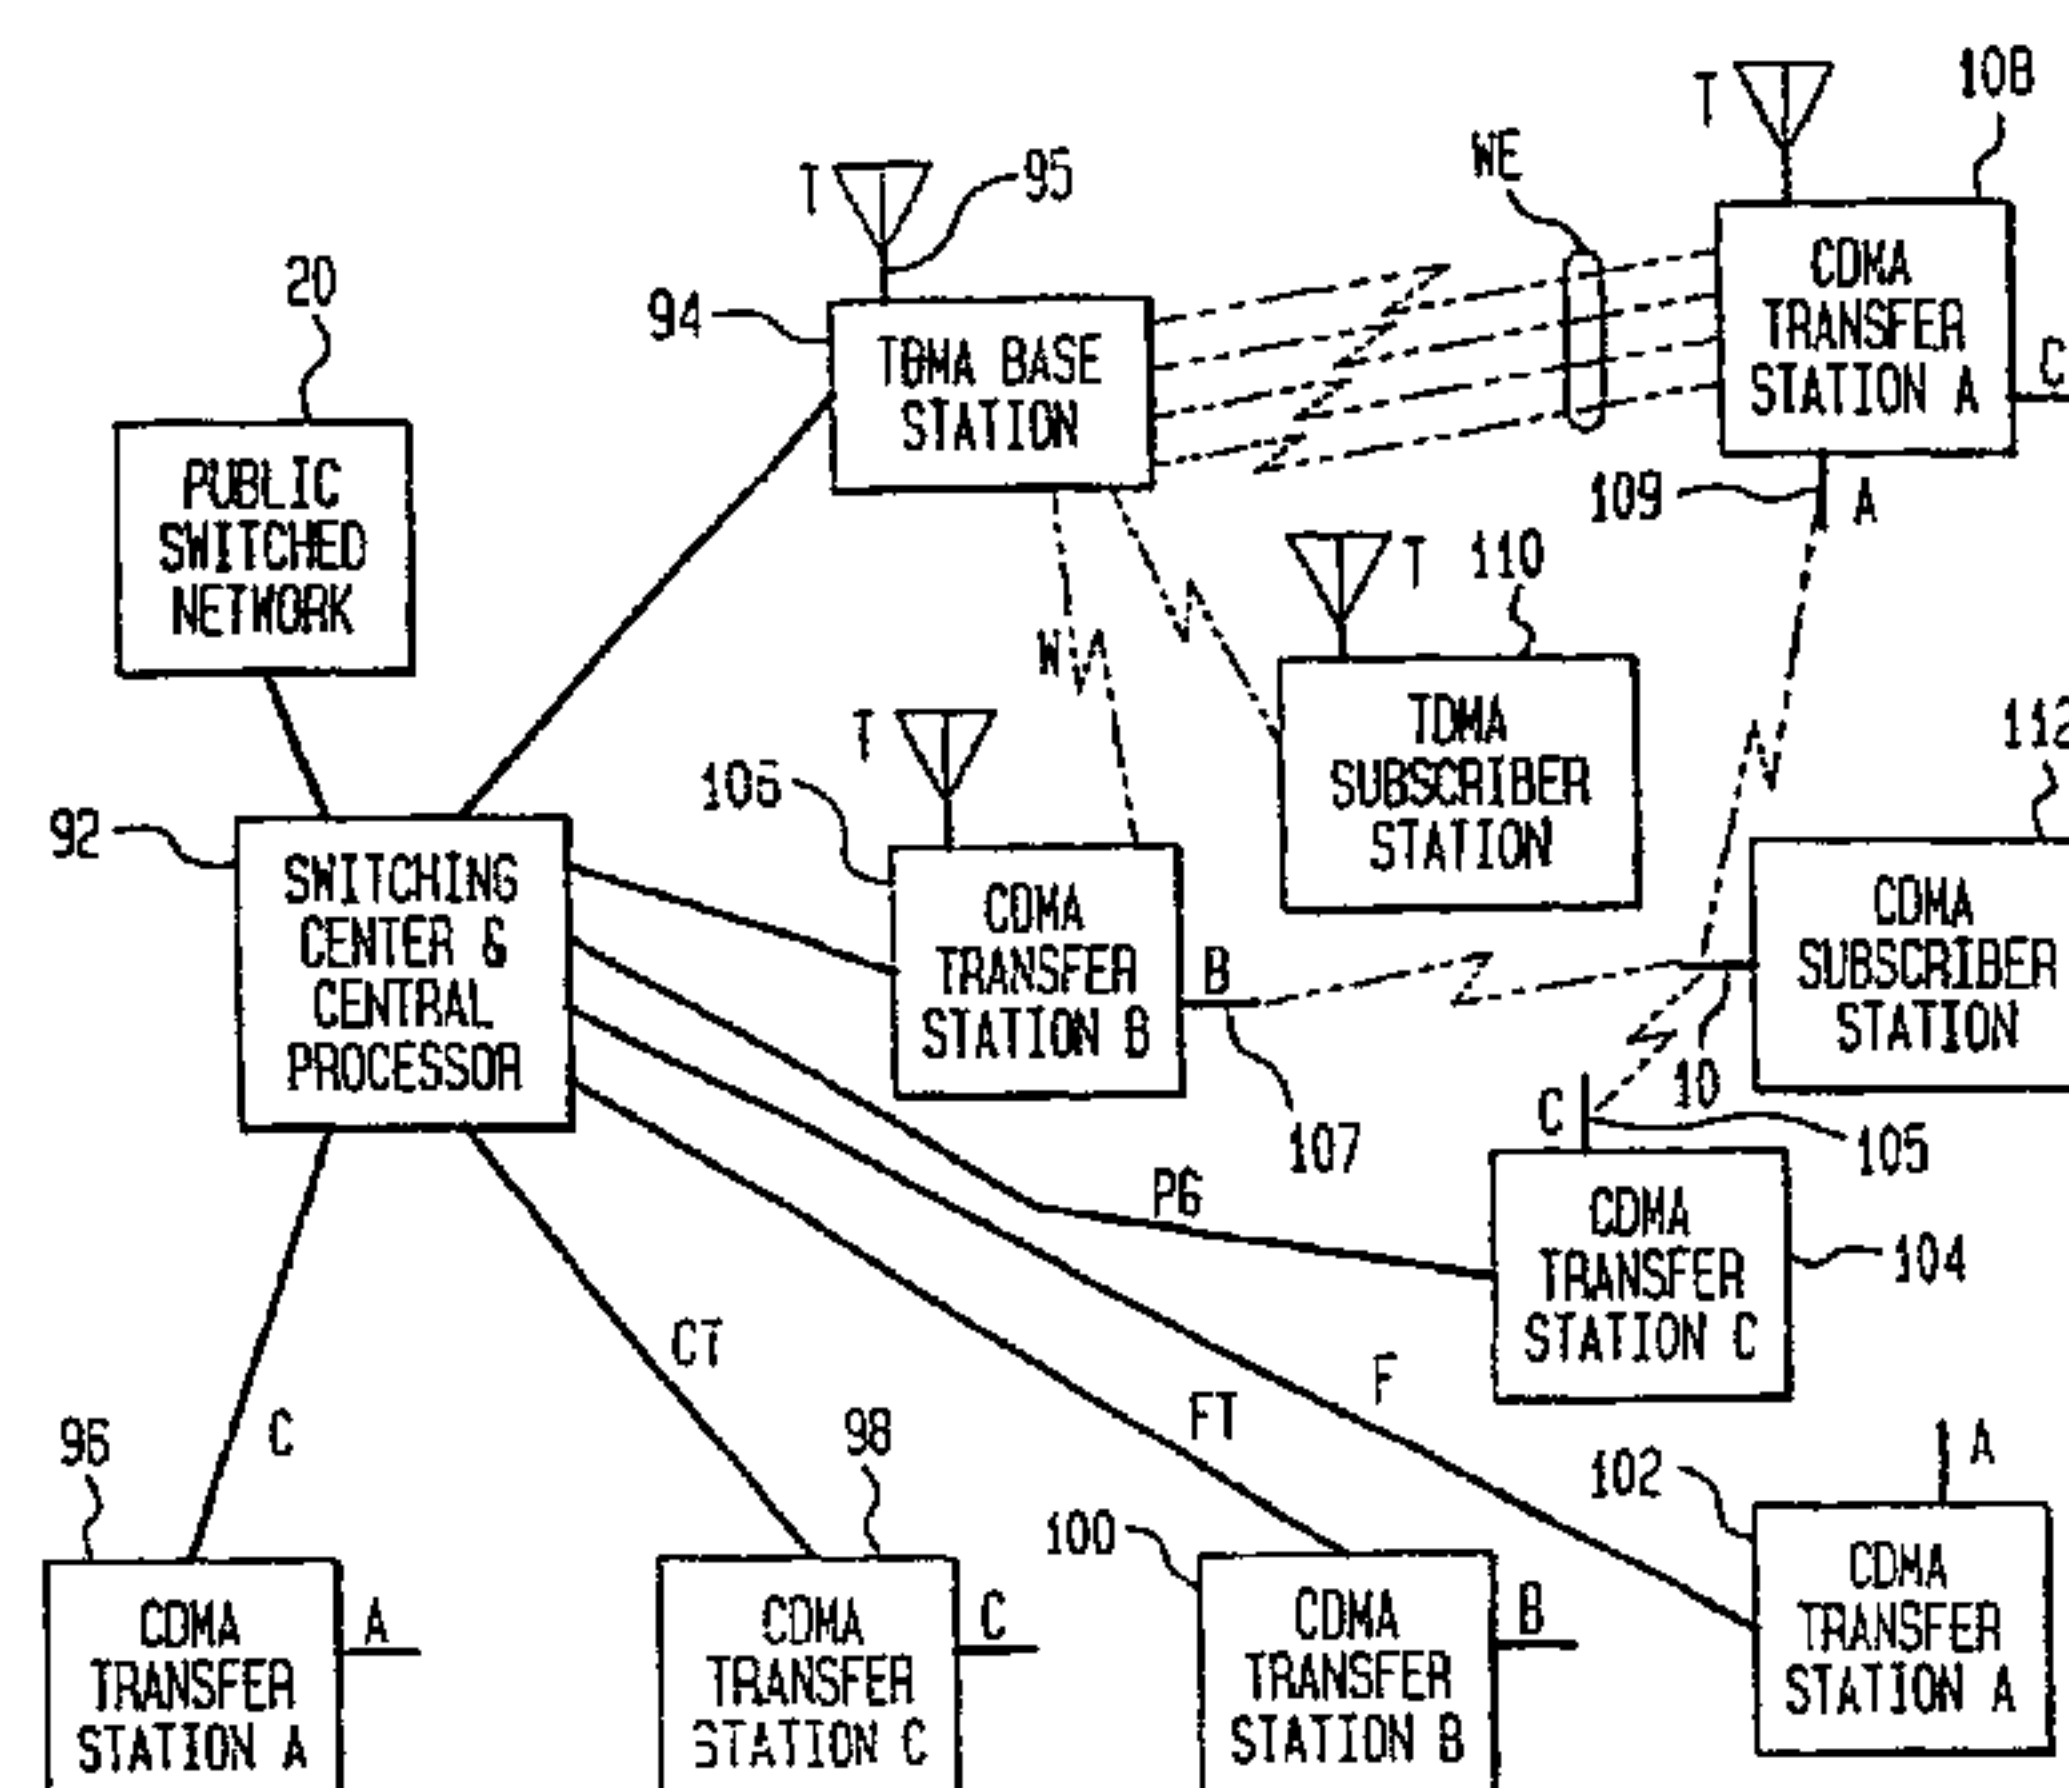 108
T
WE
T
95
20
94
CDMA
TRANSFER
STATION A
C
TDMA BASE
STATION
PUBLIC
SWITCHED
NETWORK
109
A
T
110
W
TDMA
SUBSCRIBER
STATION
112
T
106
92
SWITCHING
CENTER &
CENTRAL
PROCESSOR
CDMA
TRANSFER
STATION B
B
CDMA
SUBSCRIBER
STATION
10
C
107
105
PG
CDMA
TRANSFER
STATION C
104
CT
F
FT
C
96
98
100
102
A
CDMA
TRANSFER
STATION A
A
CDMA
TRANSFER
STATION C
C
CDMA
TRANSFER
STATION B
B
CDMA
TRANSFER
STATION A